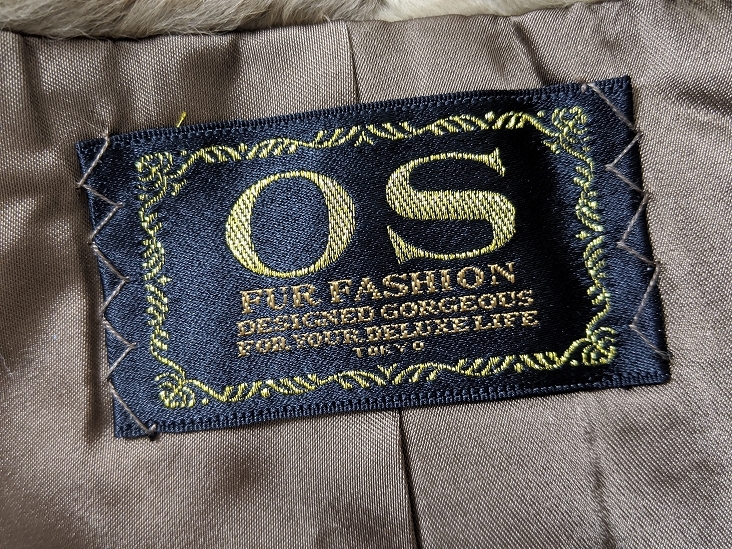 OS
FUR FASHION
DESIGNED GORGEOUS
FOR YOUR DELUXE LIFE
TOKYO